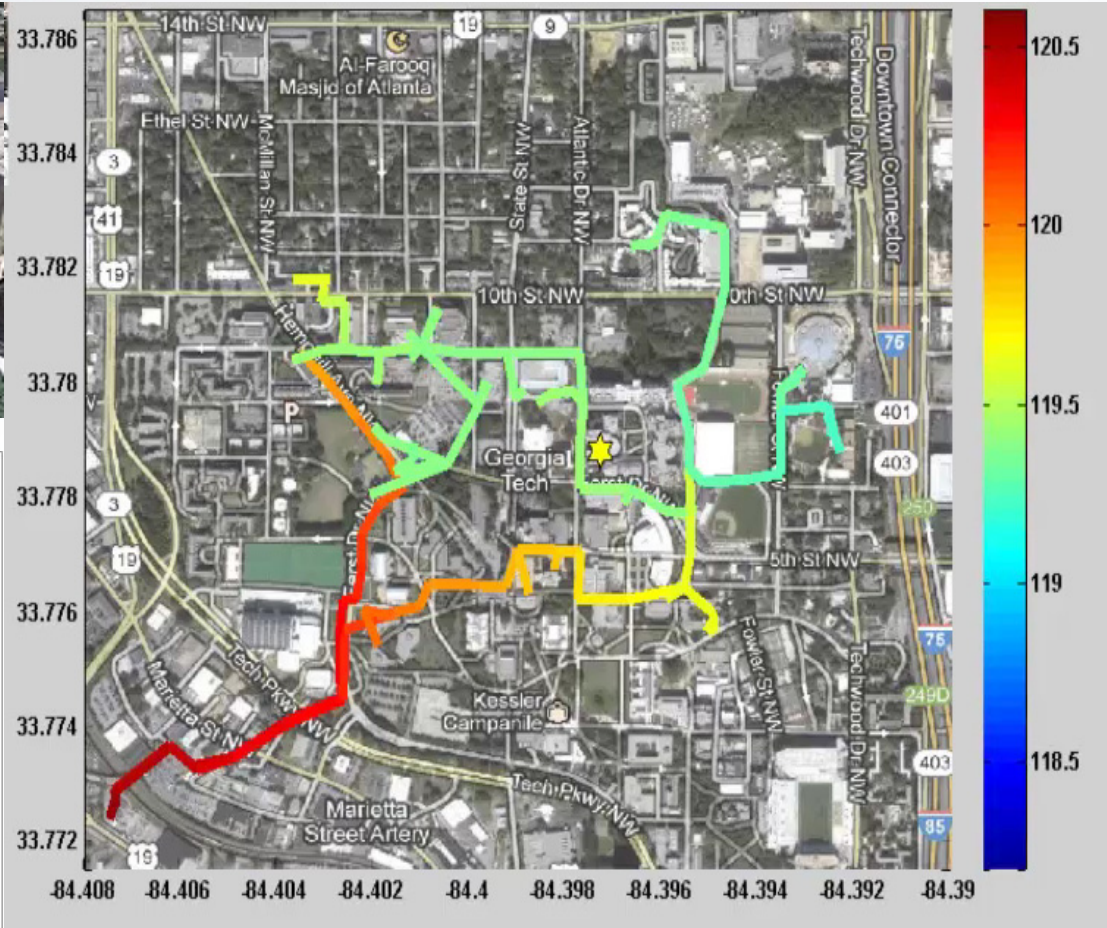 14th St NW
19
9
120.5
33.786
Al-Farooq
Masjid of Atlanta
Techwood Dr NW
Downtown Connector
Ethel St NW
McMillan St NW
State St NW
Atlantic Dr NW
33.784
3
41
120
33.782
19
10th St NW
0th St NW
75
33.78
401
119.5
P
Georgia
Tech
403
33.778
3
250
19
5th St NW
119
33.776
75
Fowler St NW
Techwood Dr NW
Tech Pkwy NW
Marietta St NW
249D
Kessler
Campanile
33.774
403
118.5
Tech Pkwy NW
Marietta
Street Artery
85
33.772
19
-84.408
-84.406
-84.404
-84.402
-84.4
-84.398
-84.396
-84.394
-84.392
-84.39